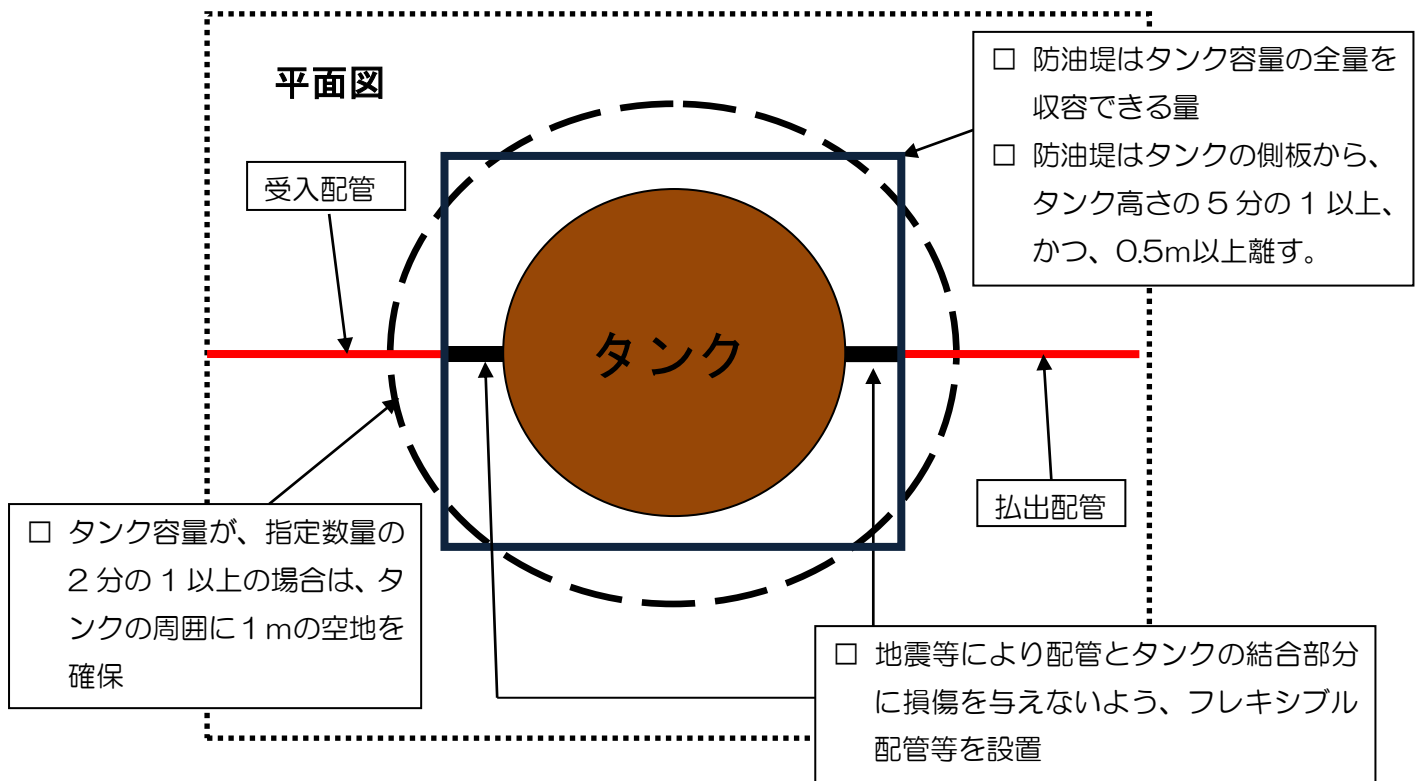 平面図
□ 防油堤はタンク容量の全量を
収容できる量
□ 防油堤はタンクの側板から、
タンク高さの５分の１以上、
かつ、0.5ｍ以上離す。
受入配管
タンク
払出配管
□ タンク容量が、指定数量の
２分の１以上の場合は、タ
ンクの周囲に１ｍの空地を
確保
□ 地震等により配管とタンクの結合部分
に損傷を与えないよう、フレキシブル
配管等を設置